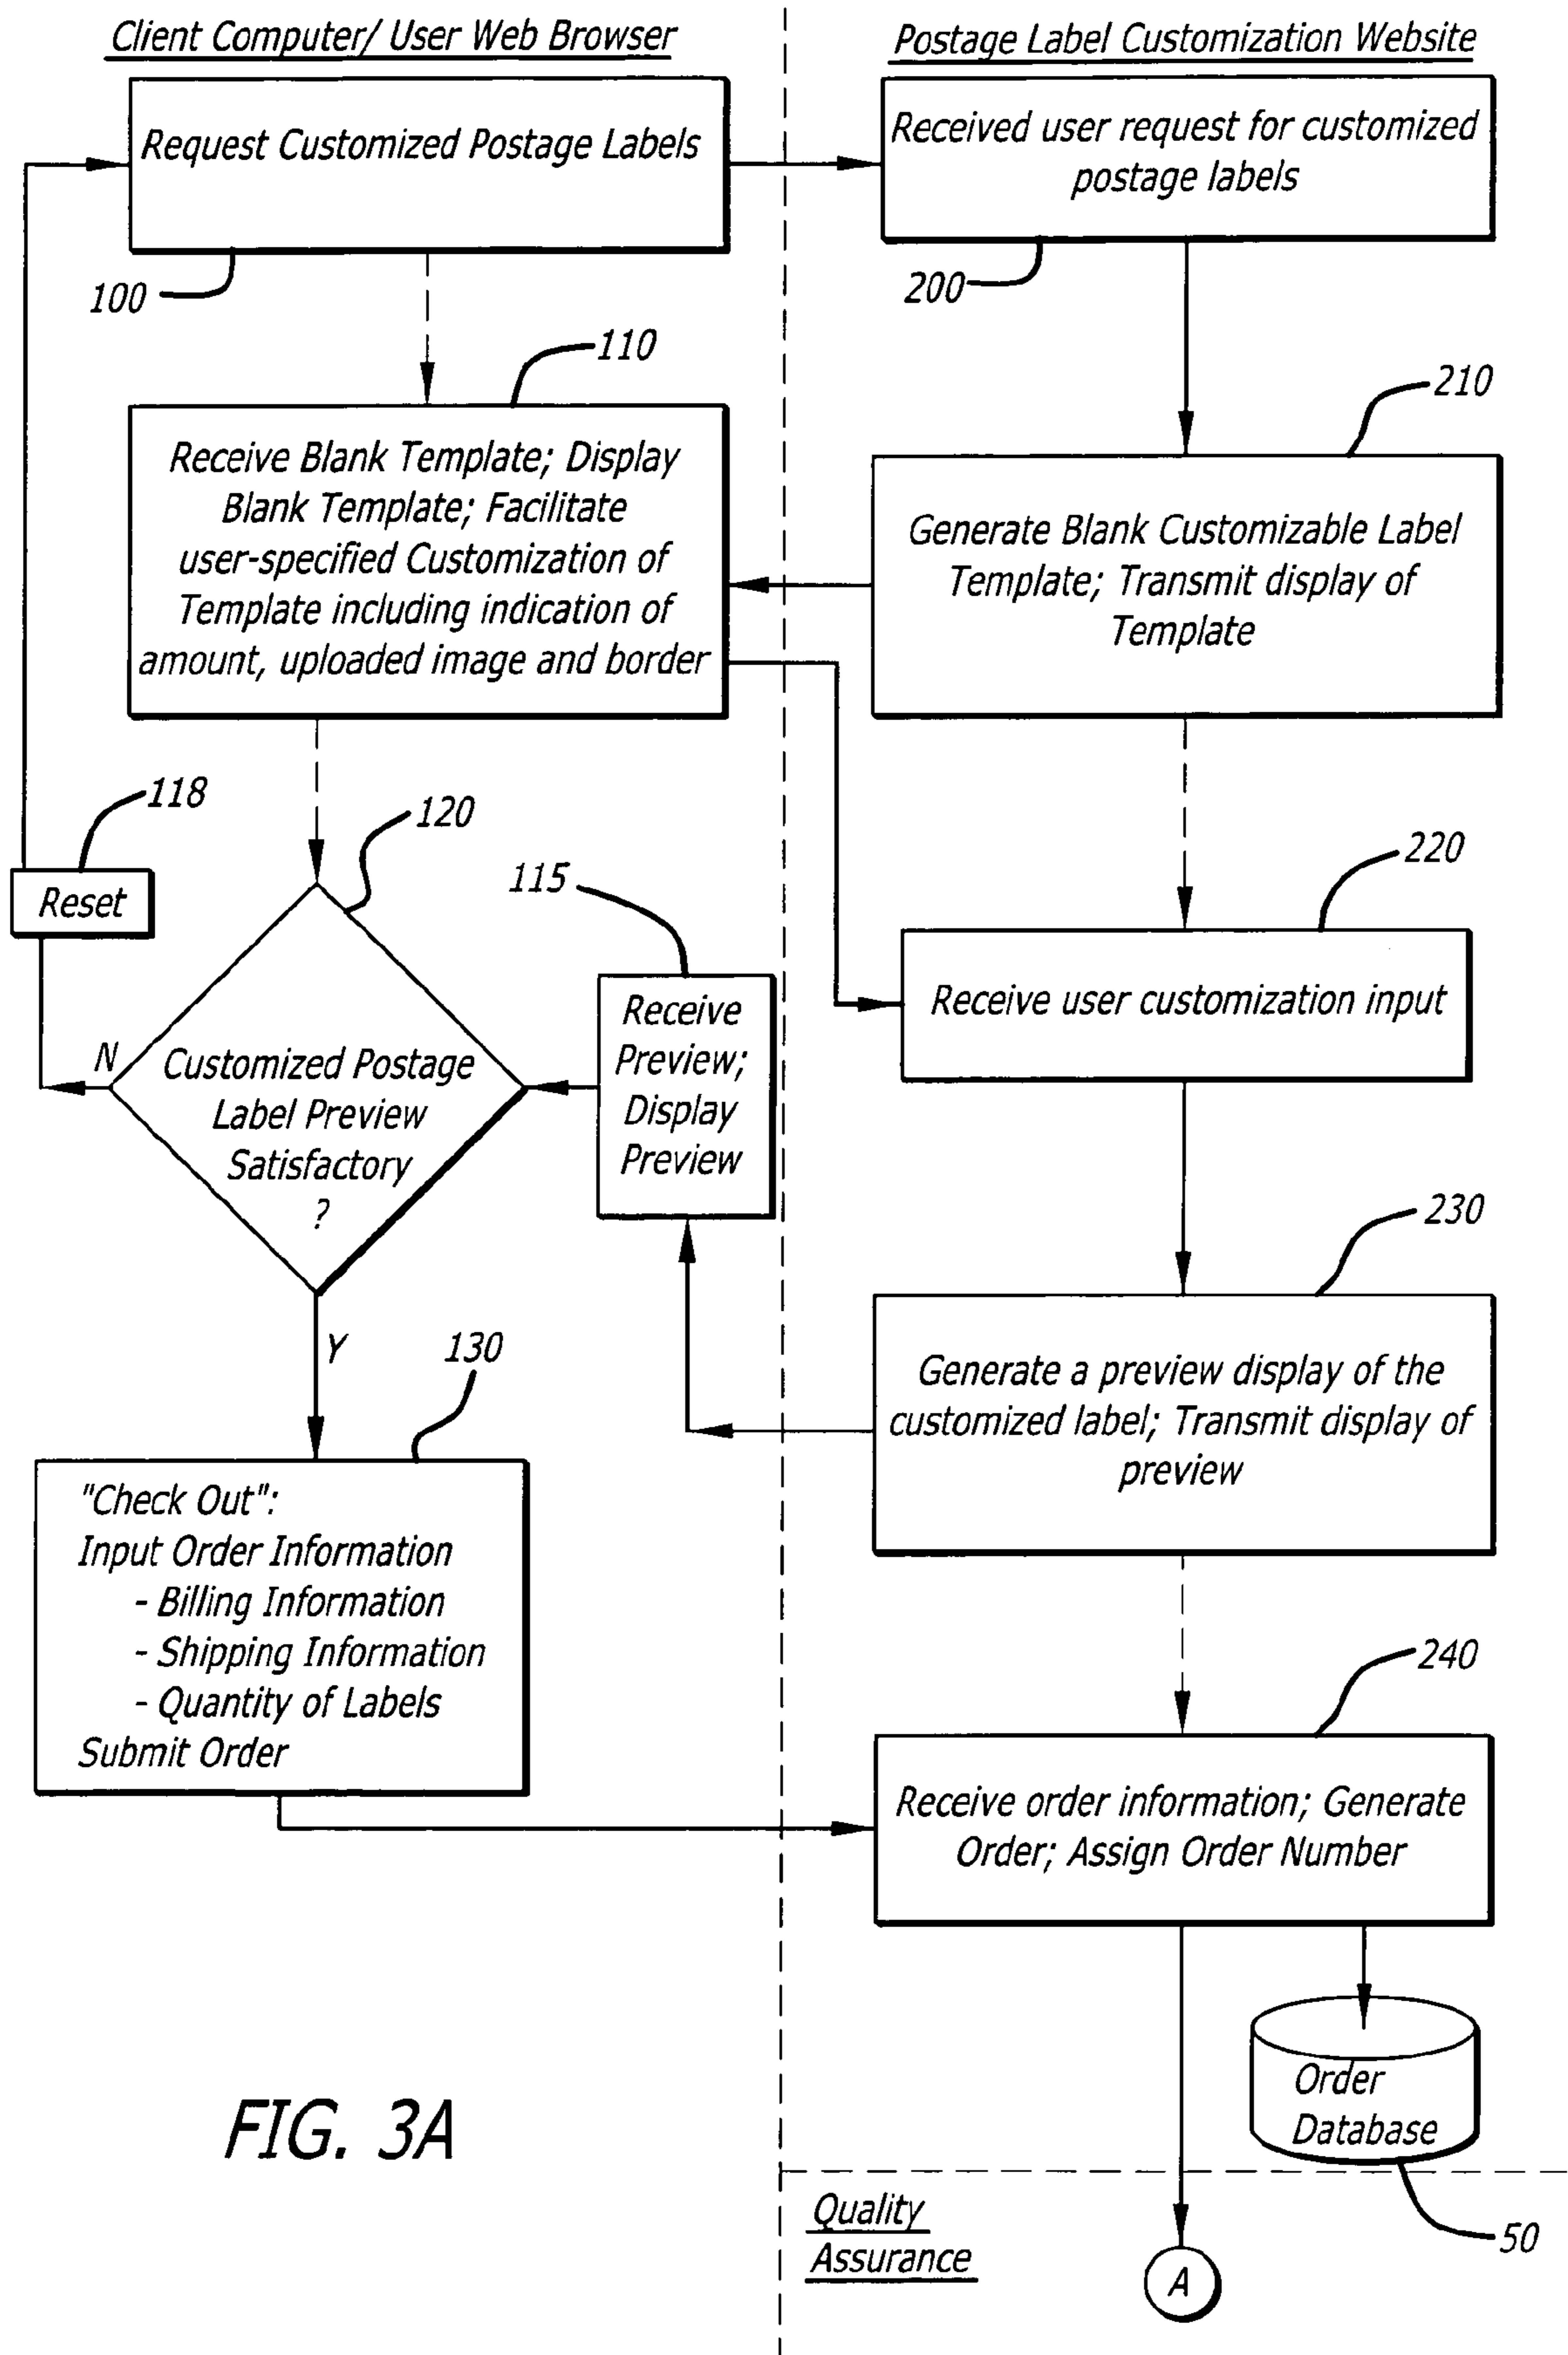 Client Computer/ User Web Browser
Postage Label Customization Website
Request Customized Postage Labels
100
Received user request for customized
postage labels
200
110
Receive Blank Template; Display
Blank Template; Facilitate
user-specified Customization of
Template including indication of
amount, uploaded image and border
210
Generate Blank Customizable Label
Template; Transmit display of
Template
118
Reset
120
N
Customized Postage
Label Preview
Satisfactory
?
Y
115
Receive
Preview;
Display
Preview
220
Receive user customization input
230
Generate a preview display of the
customized label; Transmit display of
preview
130
"Check Out":
Input Order Information
- Billing Information
- Shipping Information
- Quantity of Labels
Submit Order
240
Receive order information; Generate
Order; Assign Order Number
Order
Database
50
FIG. 3A
Quality
Assurance
A